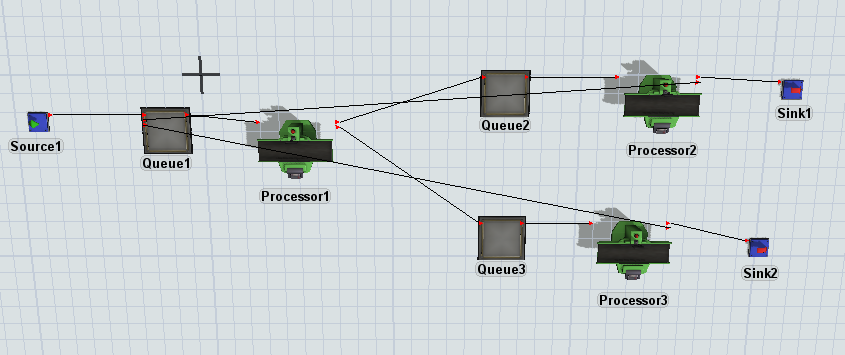 Source1
Queue1
Processor1
Queue2
Processor2
Sink1
Queue3
Processor3
Sink2